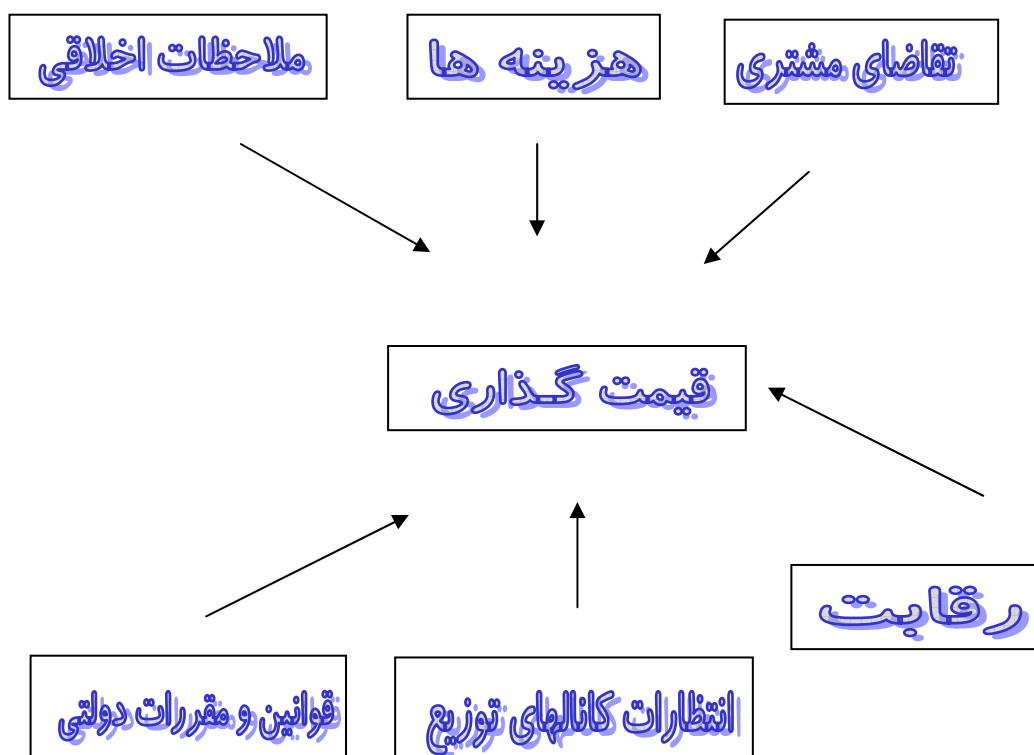 تقاضای مشتری
هزینه ها
ملاحظات اخلاقی
قیمت گذاری
رقابت
انتظارات کانالهای توزیع
قوانین و مقررات دولتی